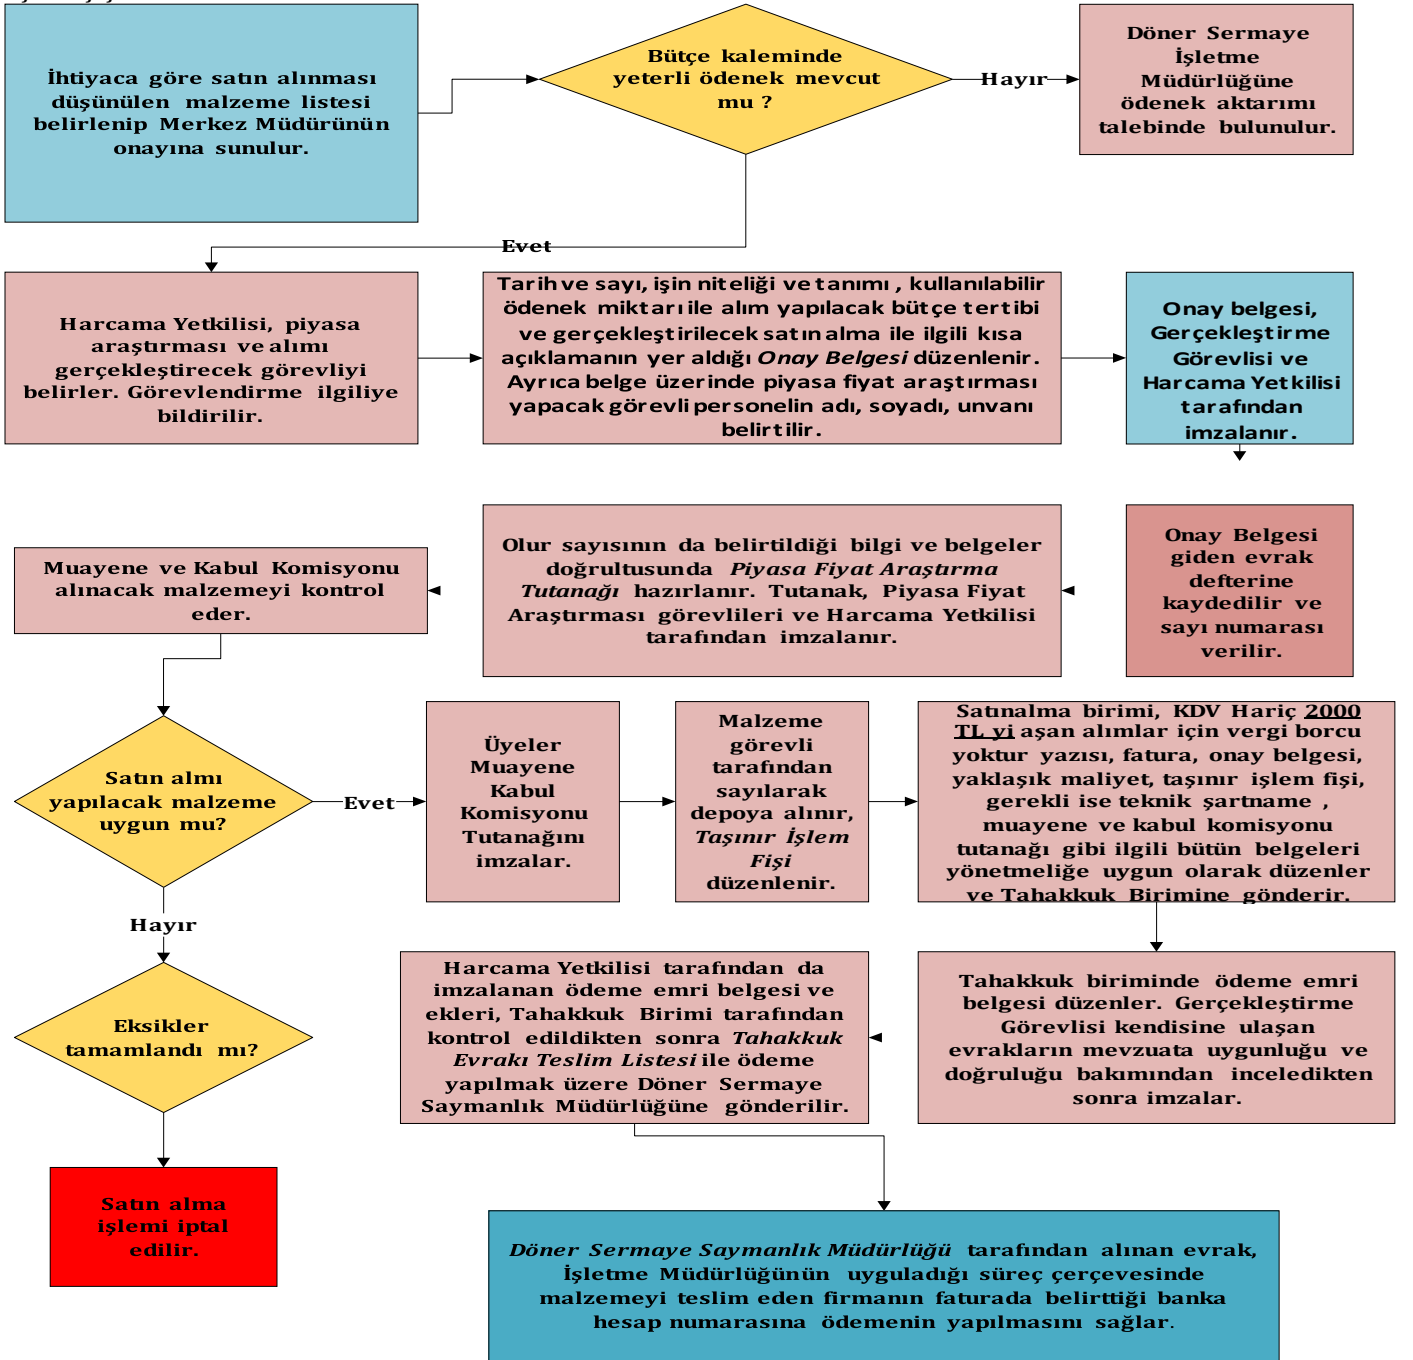 İhtiyaca göre satın alınması
düşünülen malzeme listesi
belirlenip Merkez Müdürünün
onayına sunulur.
Bütçe kaleminde
yeterli ödenek mevcut
mu ?
Hayır
Döner Sermaye
İşletme
Müdürlüğüne
ödenek aktarımı
talebinde bulunulur.
Evet
Harcama Yetkilisi, piyasa
araştırması ve alımı
gerçekleştirecek görevliyi
belirler. Görevlendirme ilgiliye
bildirilir.
Tarih ve sayı, işin niteliği ve tanımı , kullanılabilir
ödenek miktarı ile alım yapılacak bütçe tertibi
ve gerçekleştirilecek satın alma ile ilgili kısa
açıklamanın yer aldığı Onay Belgesi düzenlenir.
Ayrıca belge üzerinde piyasa fiyat araştırması
yapacak görevli personelin adı, soyadı, unvanı
belirtilir.
Onay belgesi,
Gerçekleştirme
Görevlisi ve
Harcama Yetkilisi
tarafından
imzalanır.
Onay Belgesi
giden evrak
defterine
kaydedilir ve
sayı numarası
verilir.
Olur sayısının da belirtildiği bilgi ve belgeler
doğrultusunda Piyasa Fiyat Araştırma
Tutanağı hazırlanır. Tutanak, Piyasa Fiyat
Araştırması görevlileri ve Harcama Yetkilisi
tarafından imzalanır.
Muayene ve Kabul Komisyonu
alınacak malzemeyi kontrol
eder.
Satın almı
yapılacak malzeme
uygun mu?
Evet
Üyeler
Muayene
Kabul
Komisyonu
Tutanağını
imzalar.
Malzeme
görevli
tarafından
sayılarak
depoya alınır,
Taşınır İşlem
Fişi
düzenlenir.
Satınalma birimi, KDV Hariç 2000
TL yi aşan alımlar için vergi borcu
yoktur yazısı, fatura, onay belgesi,
yaklaşık maliyet, taşınır işlem fişi,
gerekli ise teknik şartname ,
muayene ve kabul komisyonu
tutanağı gibi ilgili bütün belgeleri
yönetmeliğe uygun olarak düzenler
ve Tahakkuk Birimine gönderir.
Hayır
Eksikler
tamamlandı mı?
Satın alma
işlemi iptal
edilir.
Tahakkuk biriminde ödeme emri
belgesi düzenler. Gerçekleştirme
Görevlisi kendisine ulaşan
evrakların mevzuata uygunluğu ve
doğruluğu bakımından inceledikten
sonra imzalar.
Harcama Yetkilisi tarafından da
imzalanan ödeme emri belgesi ve
ekleri, Tahakkuk Birimi tarafından
kontrol edildikten sonra Tahakkuk
Evrakı Teslim Listesi ile ödeme
yapılmak üzere Döner Sermaye
Saymanlık Müdürlüğüne gönderilir.
Döner Sermaye Saymanlık Müdürlüğü tarafından alınan evrak,
İşletme Müdürlüğünün uyguladığı süreç çerçevesinde
malzemeyi teslim eden firmanın faturada belirttiği banka
hesap numarasına ödemenin yapılmasını sağlar.